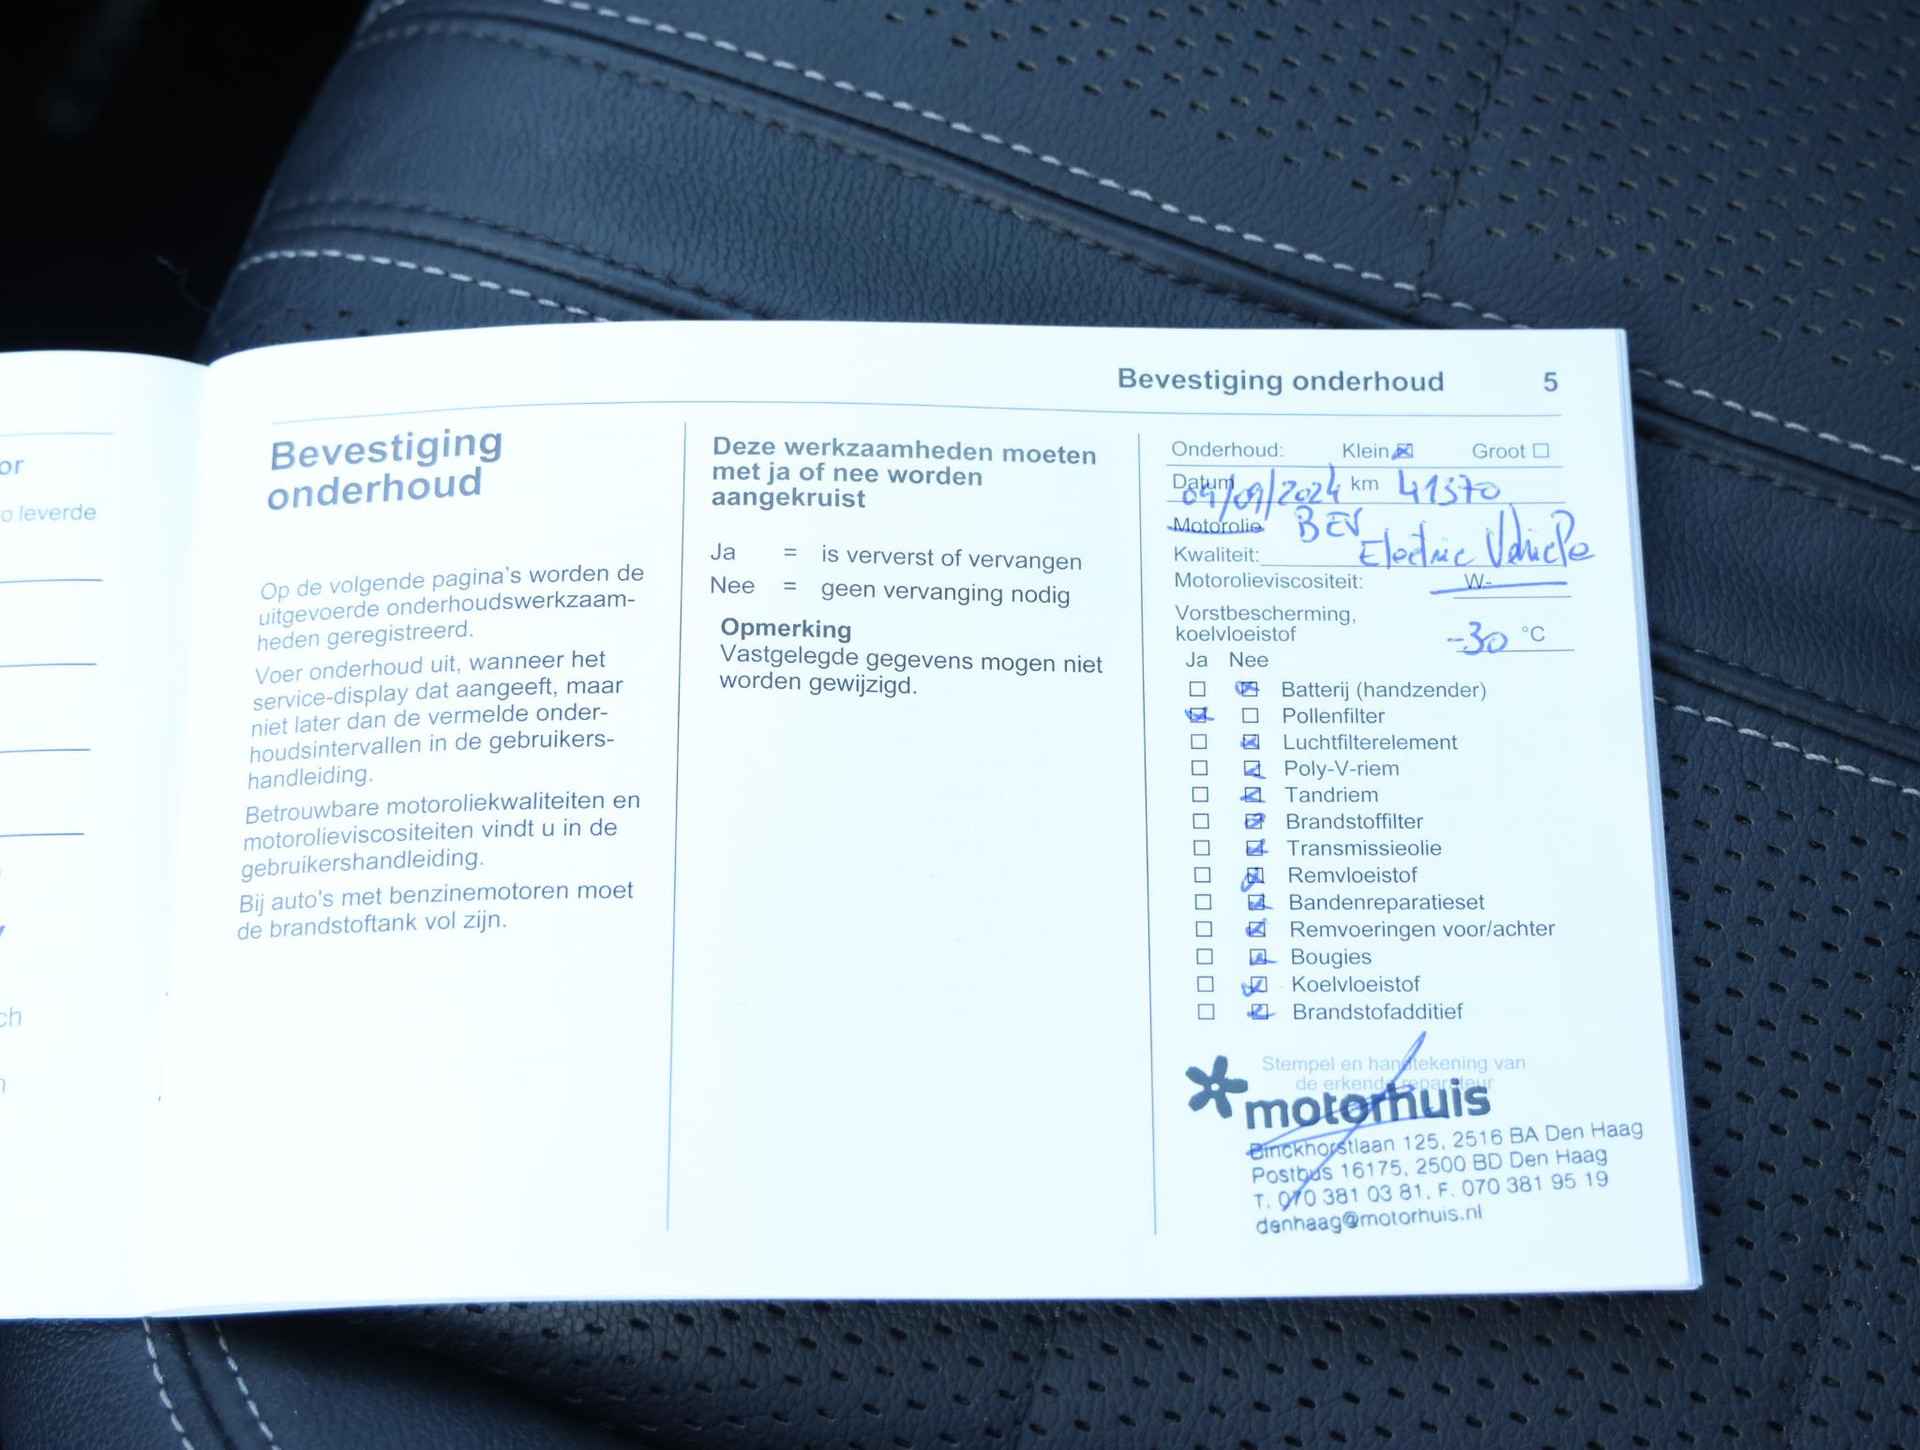 or
o leverde
ch
Bevestiging onderhoud 5
Bevestiging
onderhoud
Op de volgende pagina's worden de
uitgevoerde onderhoudswerkzaam-
heden geregistreerd.
Voer onderhoud uit, wanneer het
service-display dat aangeeft, maar
niet later dan de vermelde onder-
houdsintervallen in de gebruikers-
handleiding.
Betrouwbare motoroliekwaliteiten en
motorolieviscositeiten vindt u in de
gebruikershandleiding.
Bij auto's met benzinemotoren moet
de brandstoftank vol zijn.
Deze werkzaamheden moeten
met ja of nee worden
aangekruist
Ja = is ververst of vervangen
Nee = geen vervanging nodig
Opmerking
Vastgelegde gegevens mogen niet
worden gewijzigd.
Onderhoud: Klein Groot
Datum 04/09/2024 km 41370
Motorolie BEV
Kwaliteit: Electric Vehicle
Motorolieviscositeit: W-
Vorstbescherming,
koelvloeistof -30 °C
Ja Nee
Batterij (handzender)
Pollenfilter
Luchtfilterelement
Poly-V-riem
Tandriem
Brandstoffilter
Transmissieolie
Remvloeistof
Bandenreparatieset
Remvoeringen voor/achter
Bougies
Koelvloeistof
Brandstofadditief
Stempel en handtekening van
de erkende reparateur
motorhuis
Binckhorstlaan 125, 2516 BA Den Haag
Postbus 16175, 2500 BD Den Haag
T. 070 381 03 81, F. 070 381 95 19
denhaag@motorhuis.nl